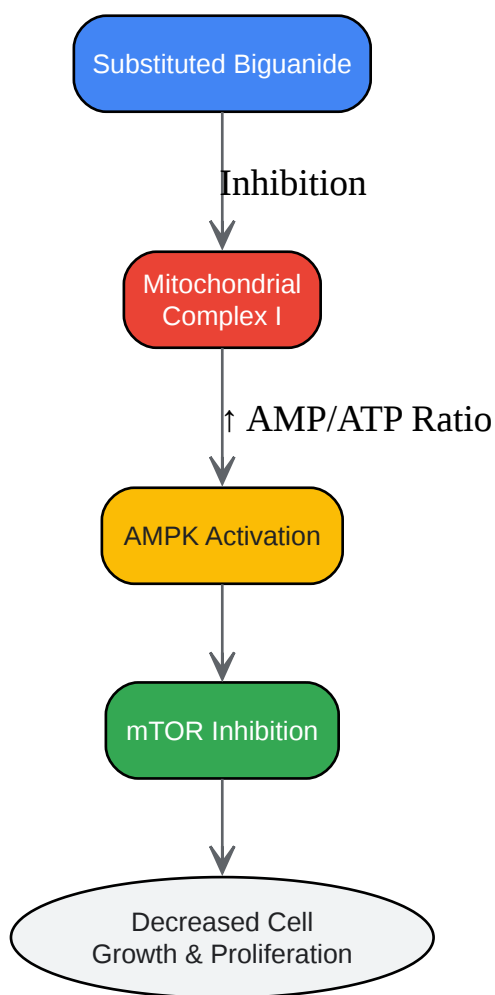 Substituted Biguanide
Inhibition
Mitochondrial
Complex I
↑ AMP/ATP Ratio
AMPK Activation
mTOR Inhibition
Decreased Cell
Growth & Proliferation